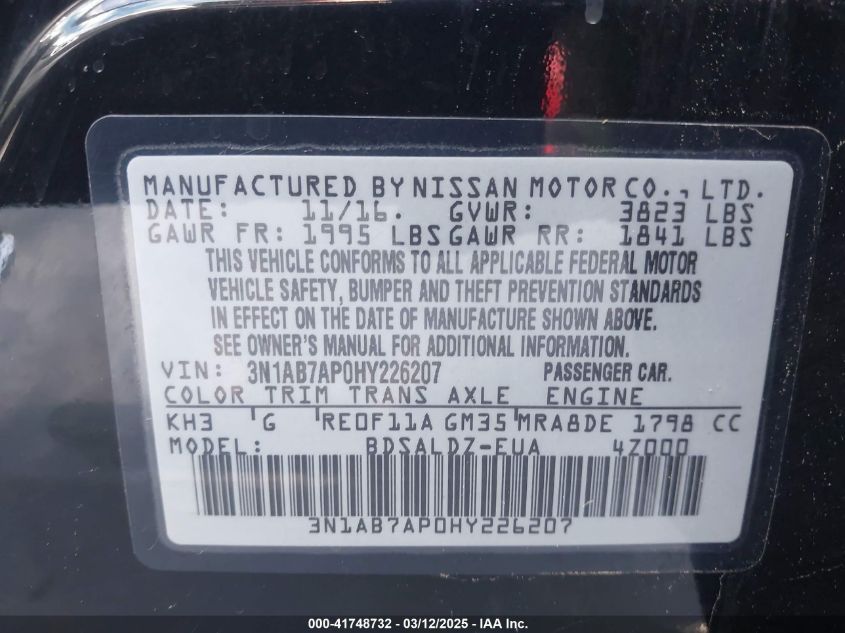 MANUFACTURED BY NISSAN MOTOR CO., LTD.
DATE: 11/16. GVWR: 3823 LBS
GAWR FR: 1995 LBS GAWR RR: 1841 LBS
THIS VEHICLE CONFORMS TO ALL APPLICABLE FEDERAL MOTOR
VEHICLE SAFETY, BUMPER AND THEFT PREVENTION STANDARDS
IN EFFECT ON THE DATE OF MANUFACTURE SHOWN ABOVE.
SEE OWNER'S MANUAL FOR ADDITIONAL INFORMATION.
VIN: 3N1AB7AP0HY226207 PASSENGER CAR.
COLOR TRIM TRANS AXLE ENGINE
KH3 G RE0F11A GM35 MRA8DE 1798 CC
MODEL: BDSALDZ-EUA 4Z000
3N1AB7AP0HY226207
000-41748732 - 03/12/2025 - IAA Inc.